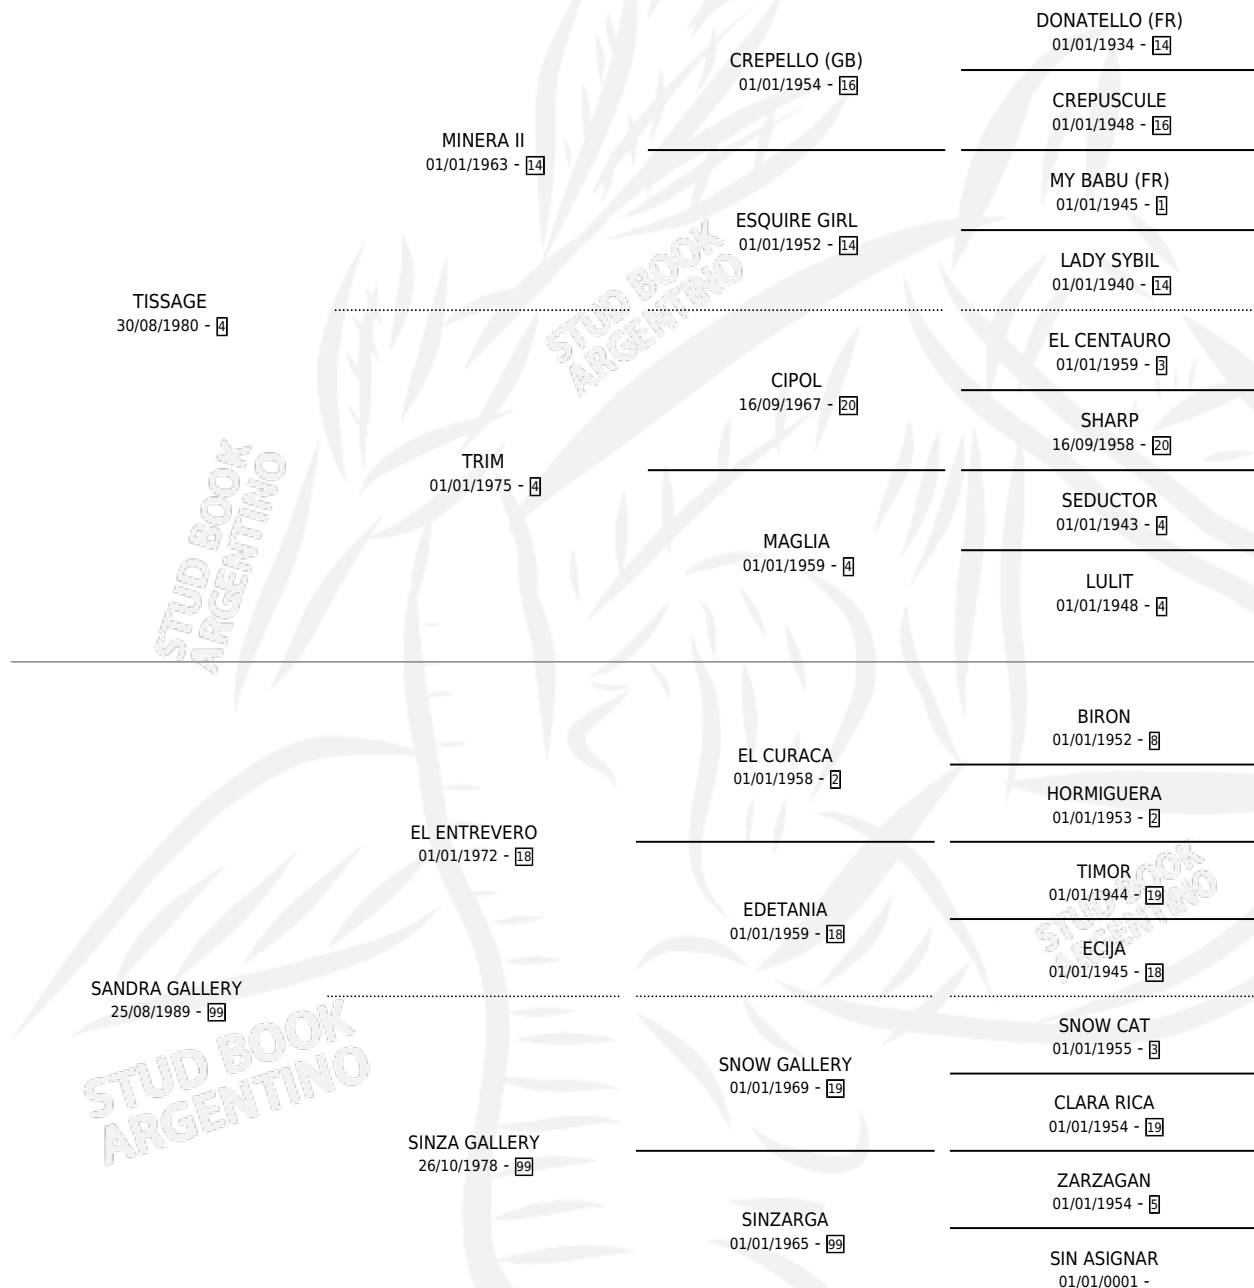 DONATELLO (FR)
01/01/1934 - 14
CREPELLO (GB)
01/01/1954 - 16
CREPUSCULE
01/01/1948 - 16
MINERA II
01/01/1963 - 14
MY BABU (FR)
01/01/1945 - 1
ESQUIRE GIRL
01/01/1952 - 14
LADY SYBIL
01/01/1940 - 14
TISSAGE
30/08/1980 - 4
EL CENTAURO
01/01/1959 - 3
CIPOL
16/09/1967 - 20
SHARP
16/09/1958 - 20
TRIM
01/01/1975 - 4
SEDUCTOR
01/01/1943 - 4
MAGLIA
01/01/1959 - 4
LULIT
01/01/1948 - 4
BIRON
01/01/1952 - 8
EL CURACA
01/01/1958 - 2
HORMIGUERA
01/01/1953 - 2
EL ENTREVERO
01/01/1972 - 18
TIMOR
01/01/1944 - 19
EDETANIA
01/01/1959 - 18
ECIJA
01/01/1945 - 18
SANDRA GALLERY
25/08/1989 - 99
SNOW CAT
01/01/1955 - 3
SNOW GALLERY
01/01/1969 - 19
CLARA RICA
01/01/1954 - 19
SINZA GALLERY
26/10/1978 - 99
ZARZAGAN
01/01/1954 - 5
SINZARGA
01/01/1965 - 99
SIN ASIGNAR
01/01/0001 -
STUD BOOK
ARGENTINO
STUD BOOK
ARGENTINO
STUD BOOK
ARGENTINO
STUD BOOK
ARGENTINO